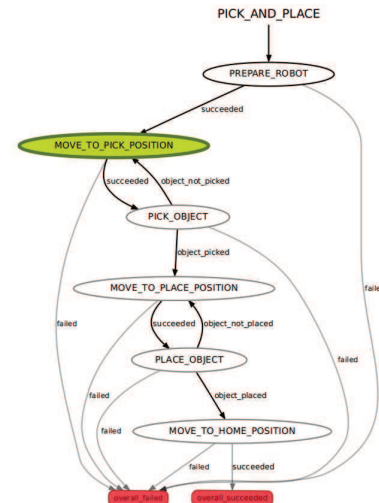 PICK_AND_PLACE
PREPARE_ROBOT
succeeded
MOVE_TO_PICK_POSITION
succeeded
object_not_picked
PICK_OBJECT
object_picked
MOVE_TO_PLACE_POSITION
failed
succeeded
object_not_placed
failed
PLACE_OBJECT
failed
object_placed
failed
MOVE_TO_HOME_POSITION
failed
failed
succeeded
overall_failed
overall_succeeded